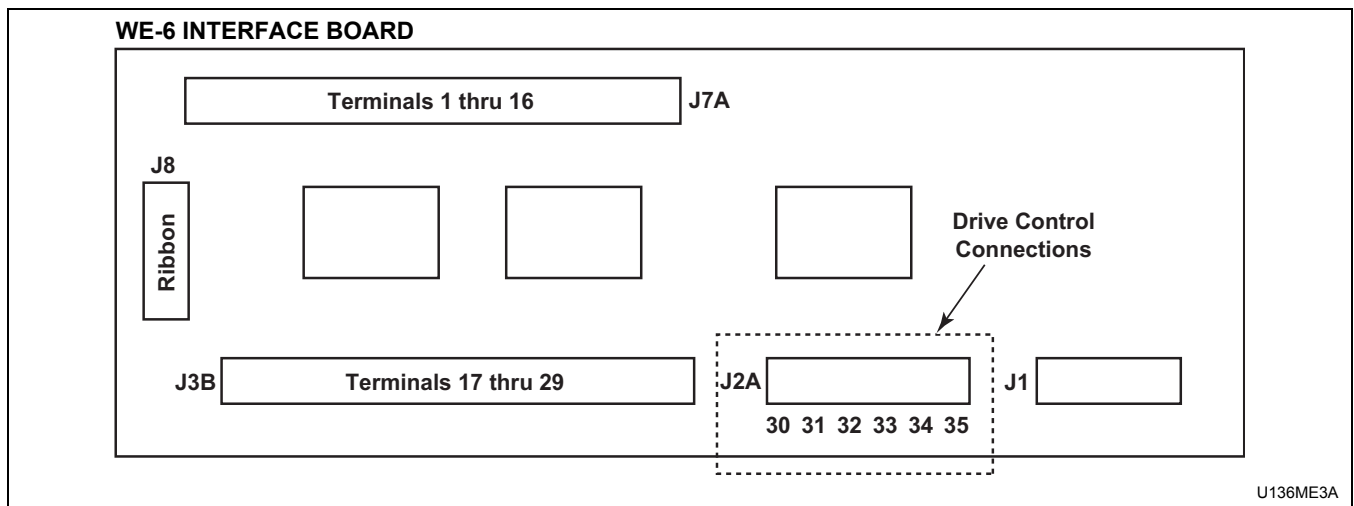 WE-6 INTERFACE BOARD
Terminals 1 thru 16
J7A
J8
Ribbon
Drive Control
Connections
J3B
Terminals 17 thru 29
J2A
J1
30 31 32 33 34 35
U136ME3A